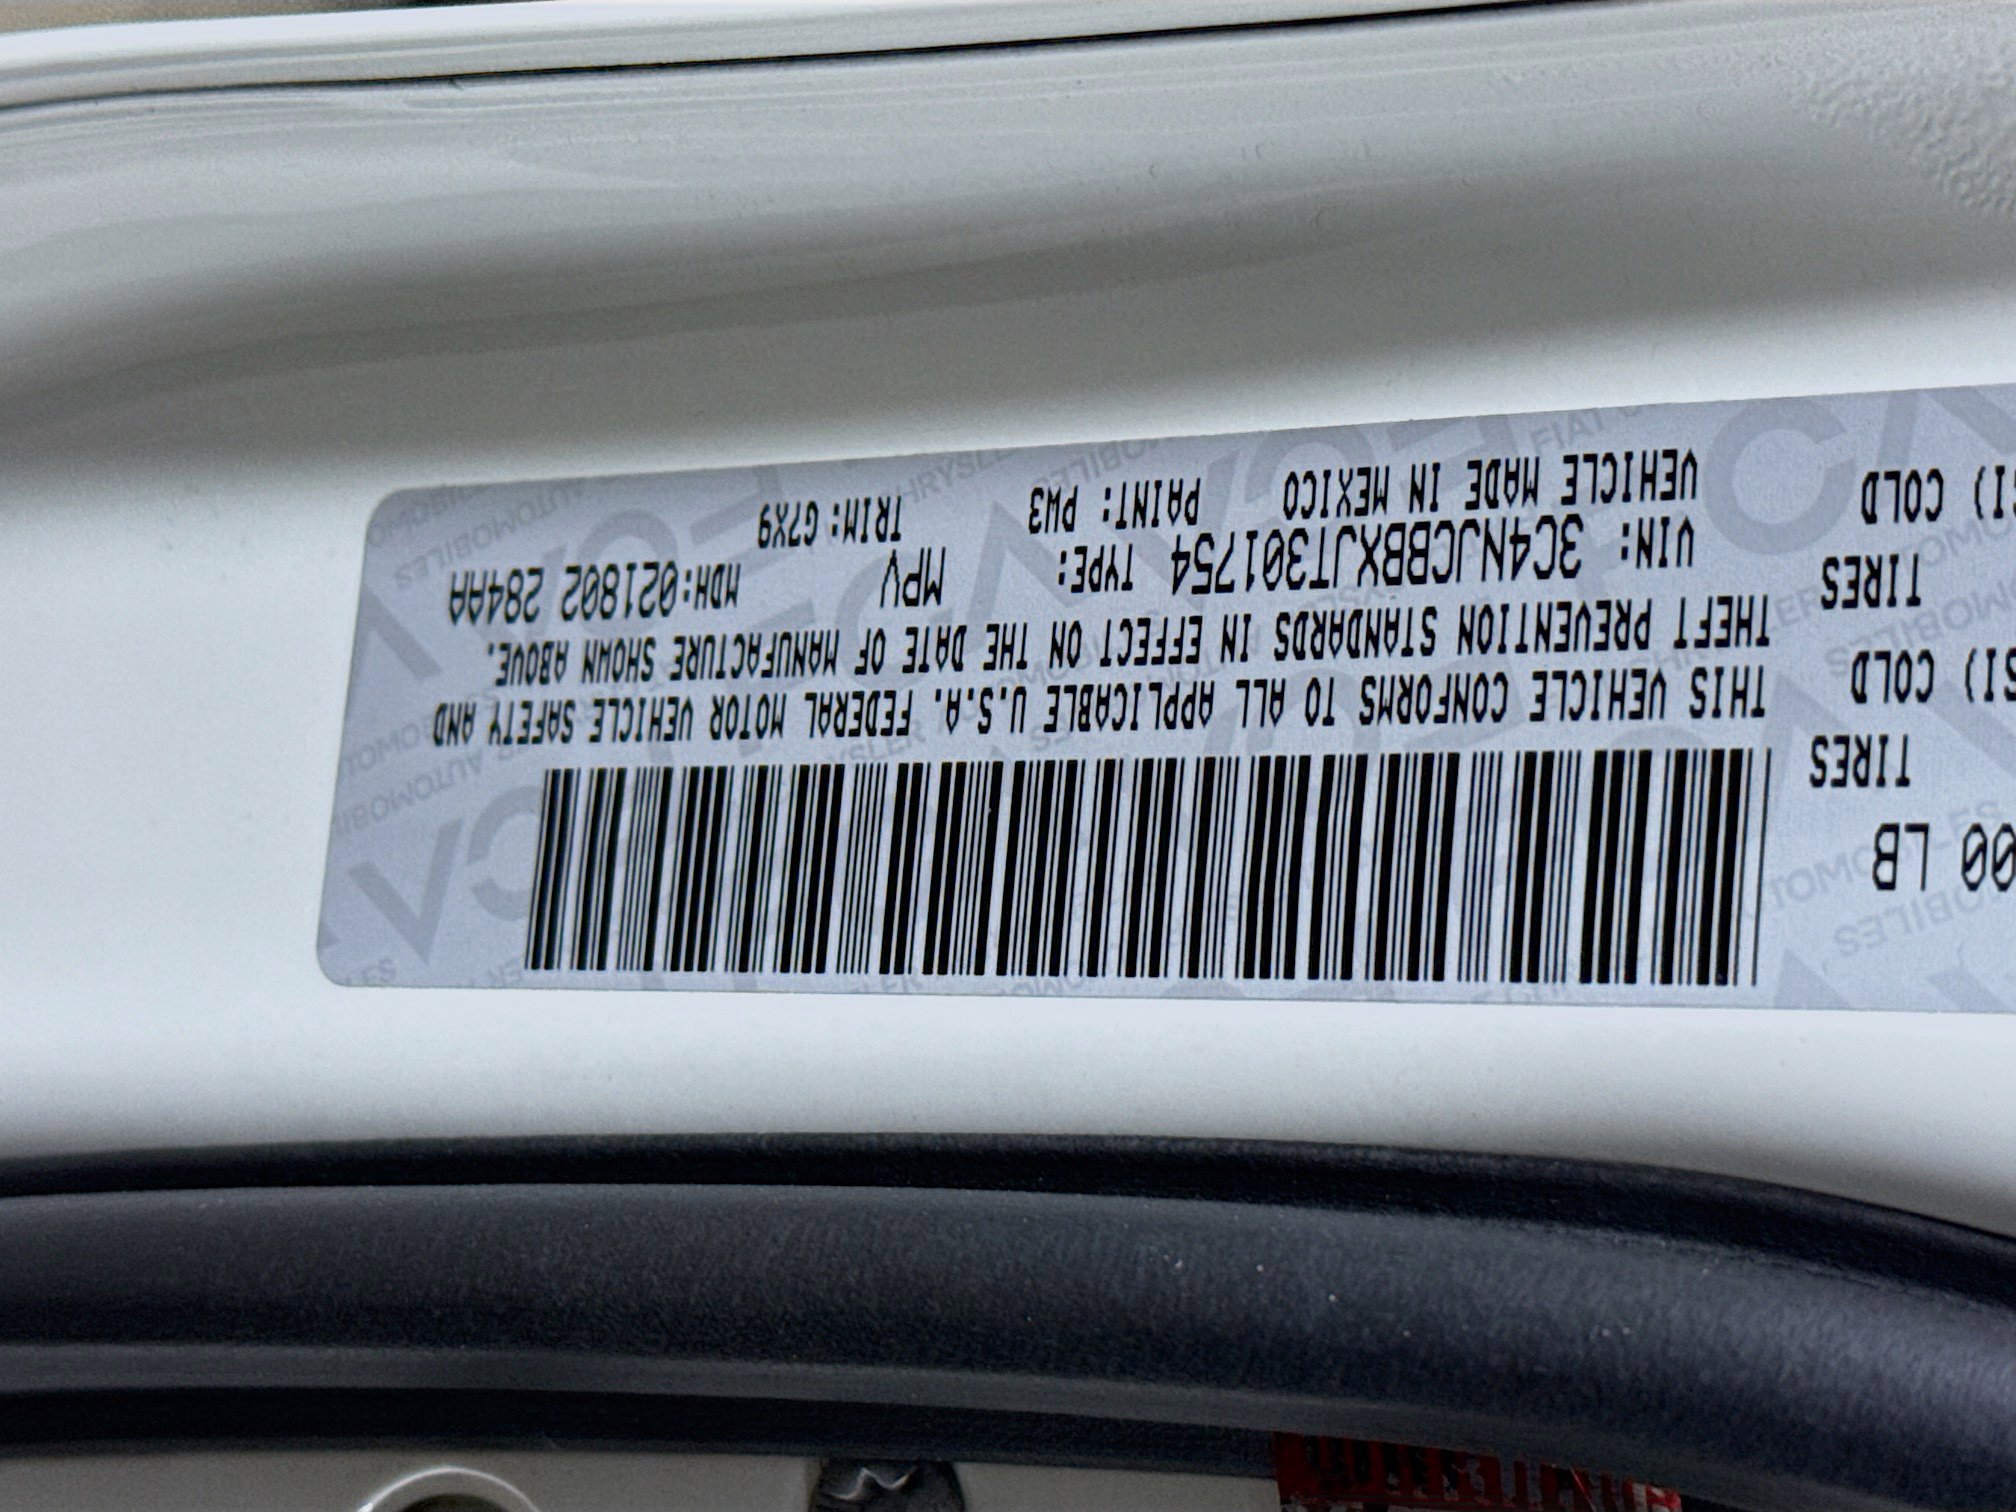 00 LB
TIRES
SI) COLD
TIRES
SI) COLD
THIS VEHICLE CONFORMS TO ALL APPLICABLE U.S.A. FEDERAL MOTOR VEHICLE SAFETY AND
THEFT PREVENTION STANDARDS IN EFFECT ON THE DATE OF MANUFACTURE SHOWN ABOVE.
VIN: 3C4NJCBBXJT301754 TYPE: MPV MDH:021802 284AA
VEHICLE MADE IN MEXICO PAINT: PW3 TRIM:G7X9